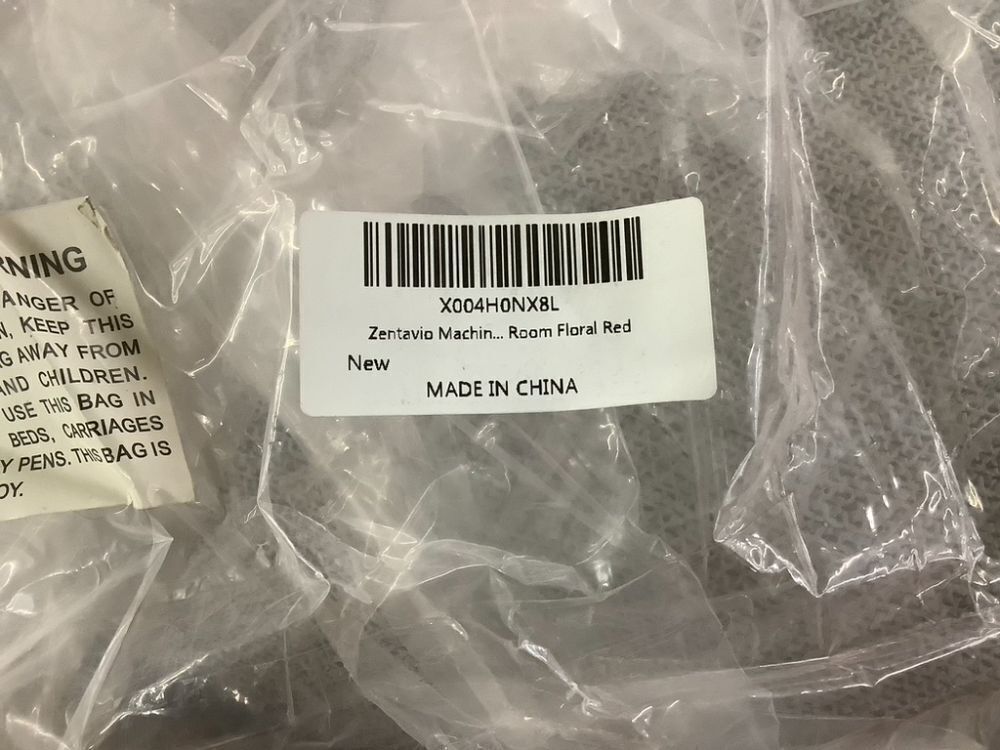 RNING
ANGER OF
N, KEEP THIS
G AWAY FROM
AND CHILDREN.
USE THIS BAG IN
BEDS, CARRIAGES
Y PENS. THIS BAG IS
OY.
X004H0NX8L
Zentavio Machin... Room Floral Red
New
MADE IN CHINA